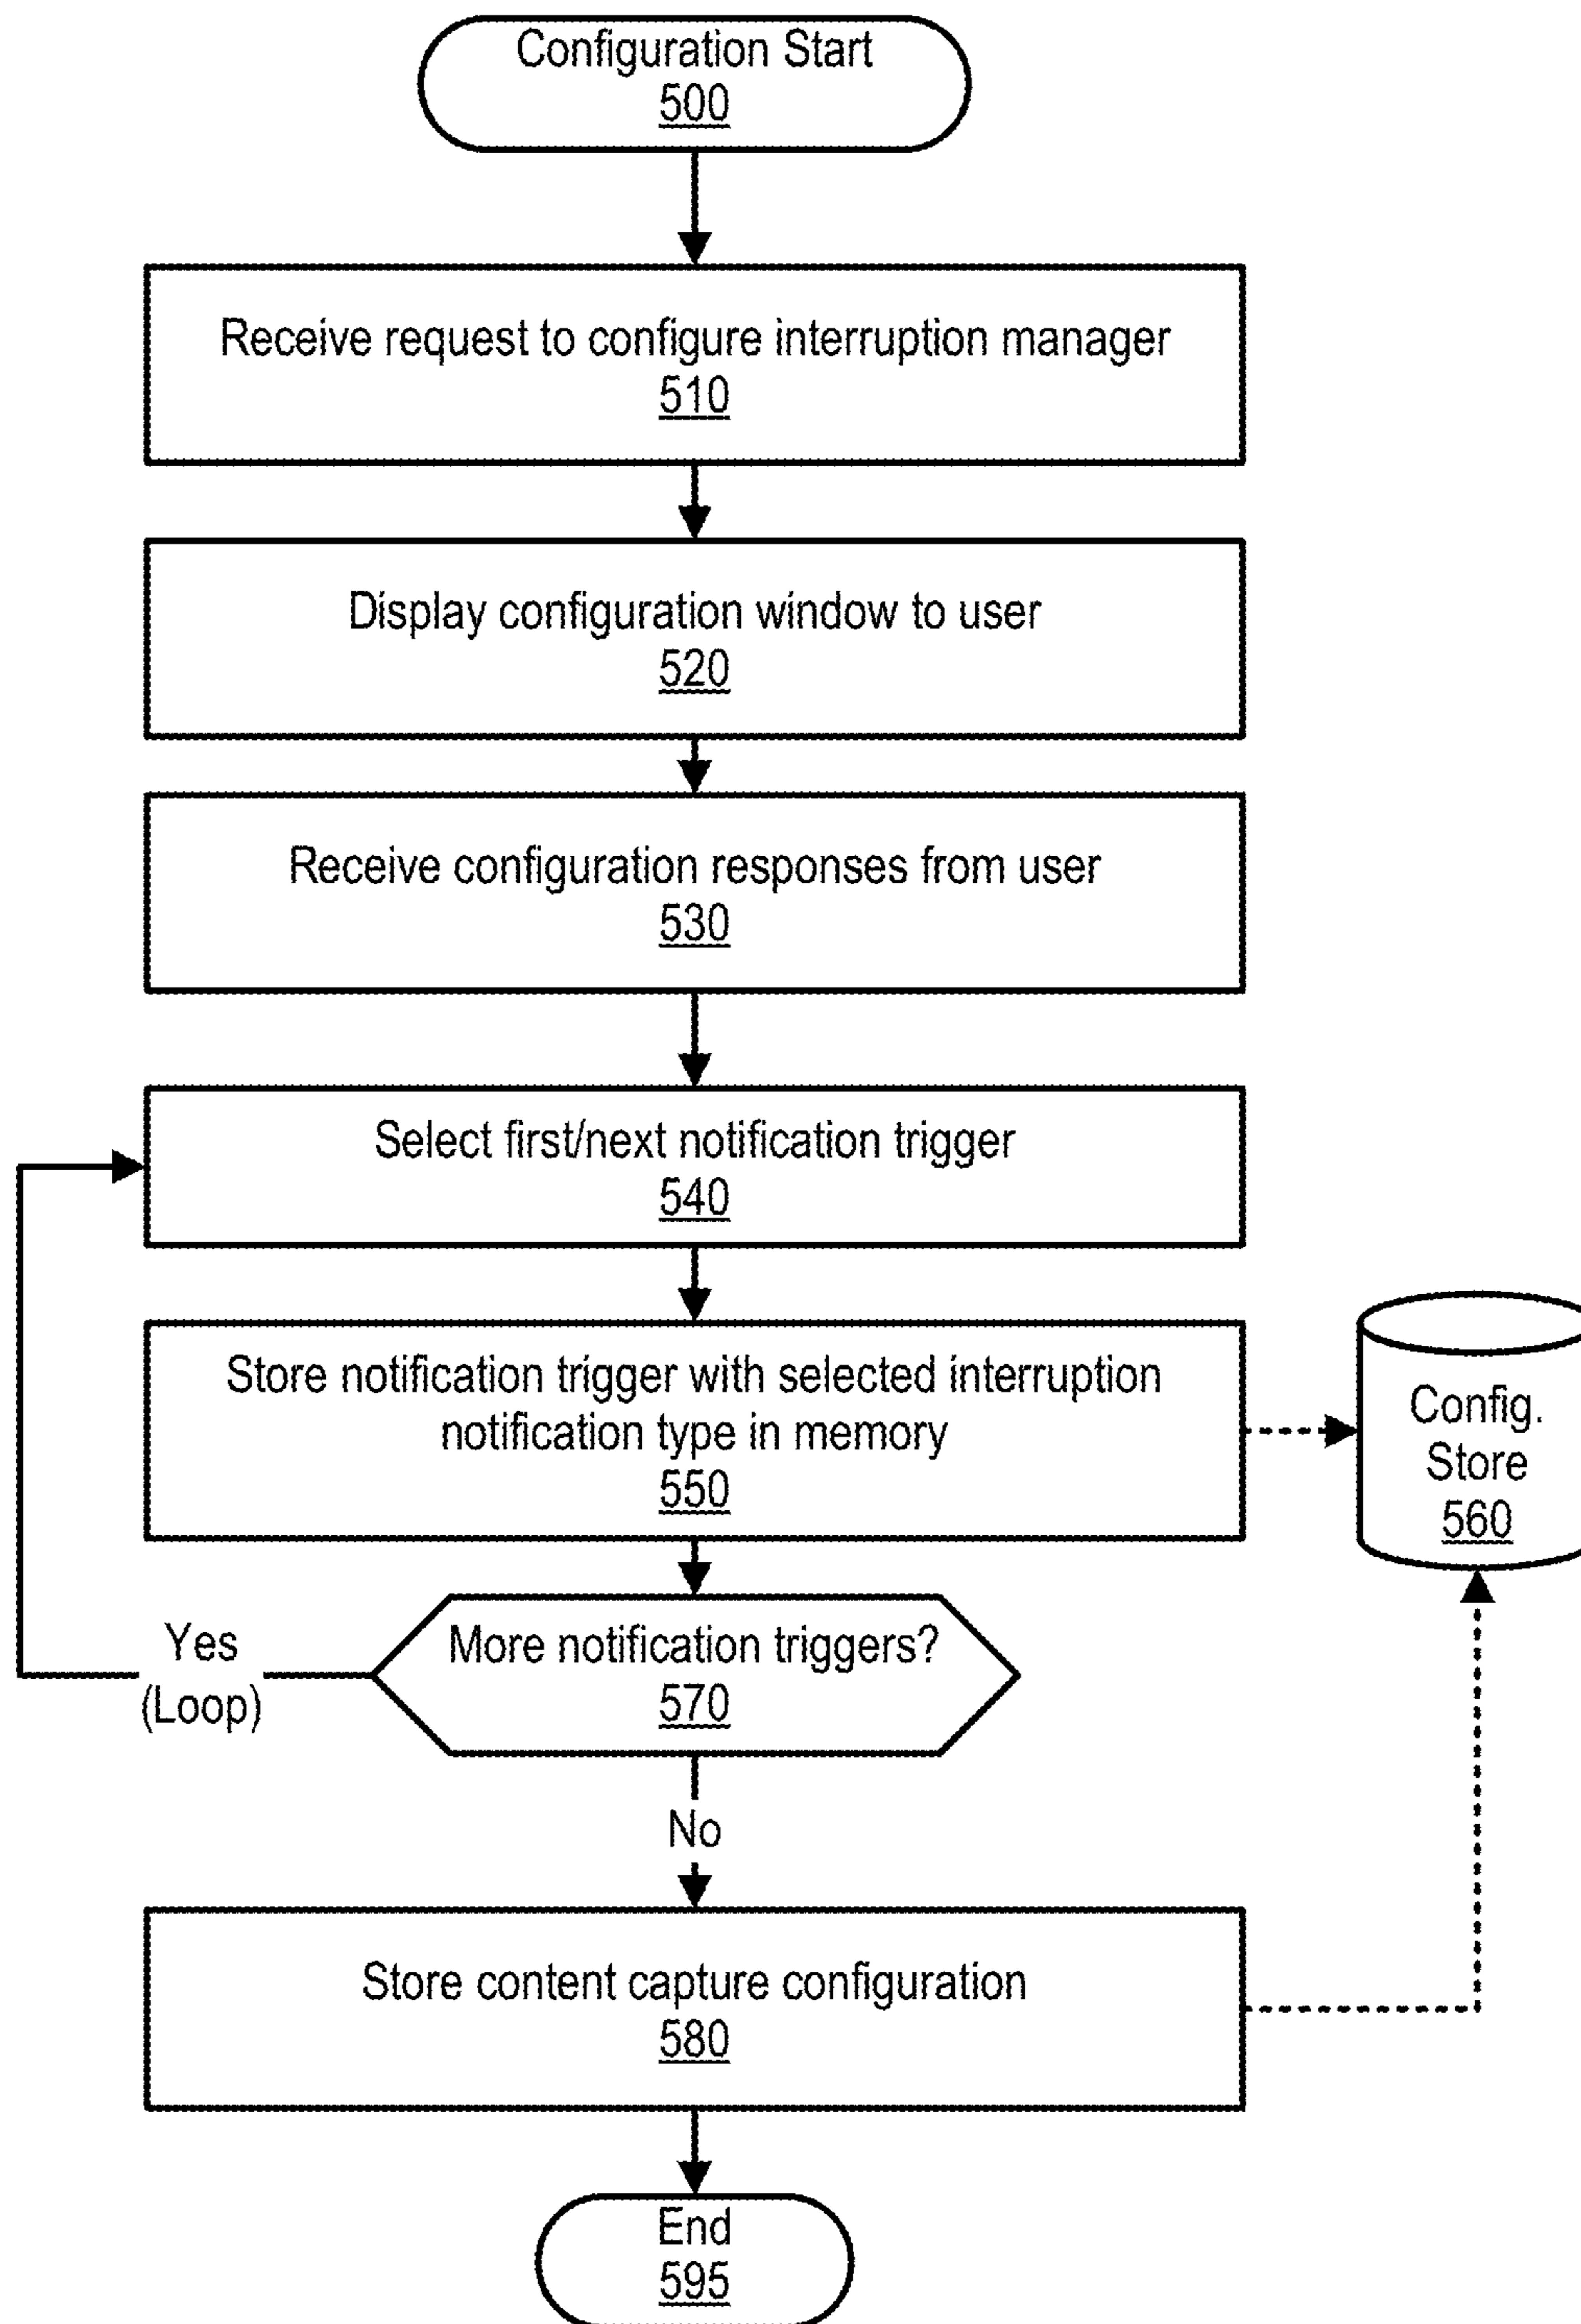 Configuration Start
500
Receive request to configure interruption manager
510
Display configuration window to user
520
Receive configuration responses from user
530
Select first/next notification trigger
540
Store notification trigger with selected interruption
notification type in memory
550
Config.
Store
560
More notification triggers?
570
Yes
(Loop)
No
Store content capture configuration
580
End
595